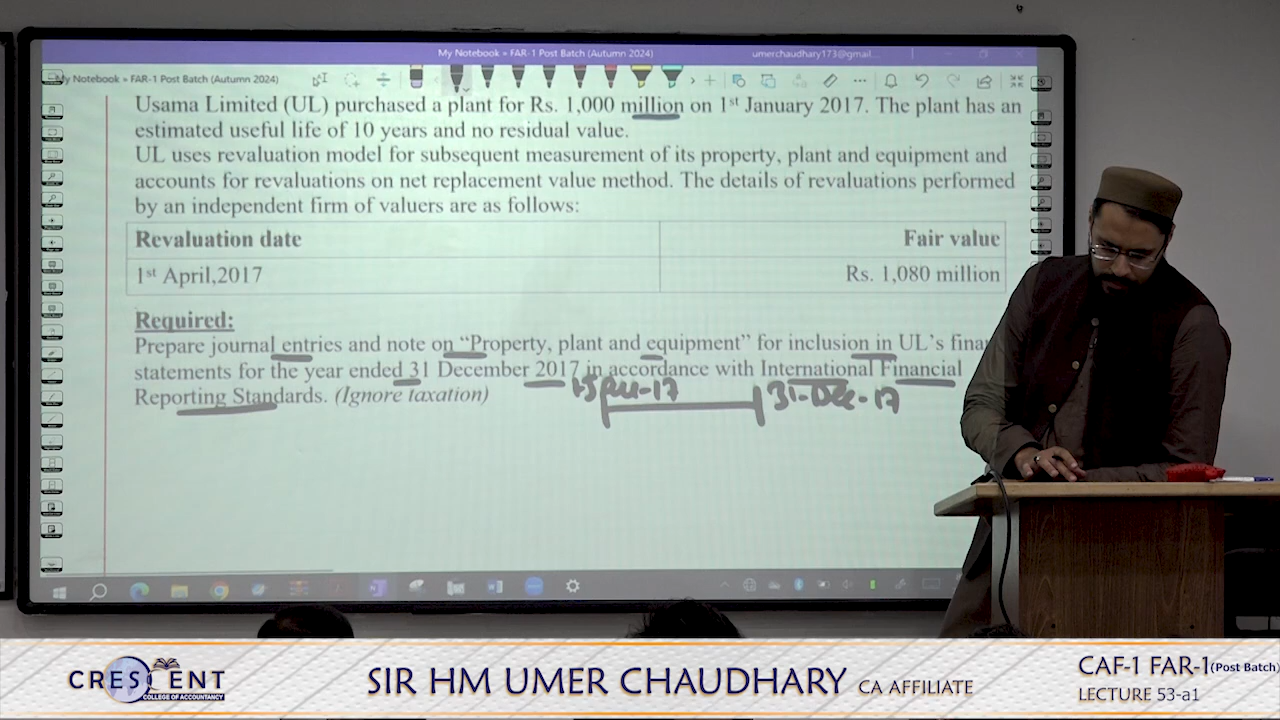 My Notebook » FAR-1 Post Batch (Autumn 2024)
umerchaudhary173@gmail...
My Notebook » FAR-1 Post Batch (Autumn 2024)
Usama Limited (UL) purchased a plant for Rs. 1,000 million on 1st January 2017. The plant has an
estimated useful life of 10 years and no residual value.
UL uses revaluation model for subsequent measurement of its property, plant and equipment and
accounts for revaluations on net replacement value method. The details of revaluations performed
by an independent firm of valuers are as follows:
Revaluation date Fair value
1st April,2017 Rs. 1,080 million
Required:
Prepare journal entries and note on “Property, plant and equipment” for inclusion in UL’s finan
statements for the year ended 31 December 2017 in accordance with International Financial
Reporting Standards. (Ignore taxation)
31-Dec-17
CRESCENT
COLLEGE OF ACCOUNTANCY
SIR HM UMER CHAUDHARY CA AFFILIATE
CAF-1 FAR-1(Post Batch)
LECTURE 53-a1